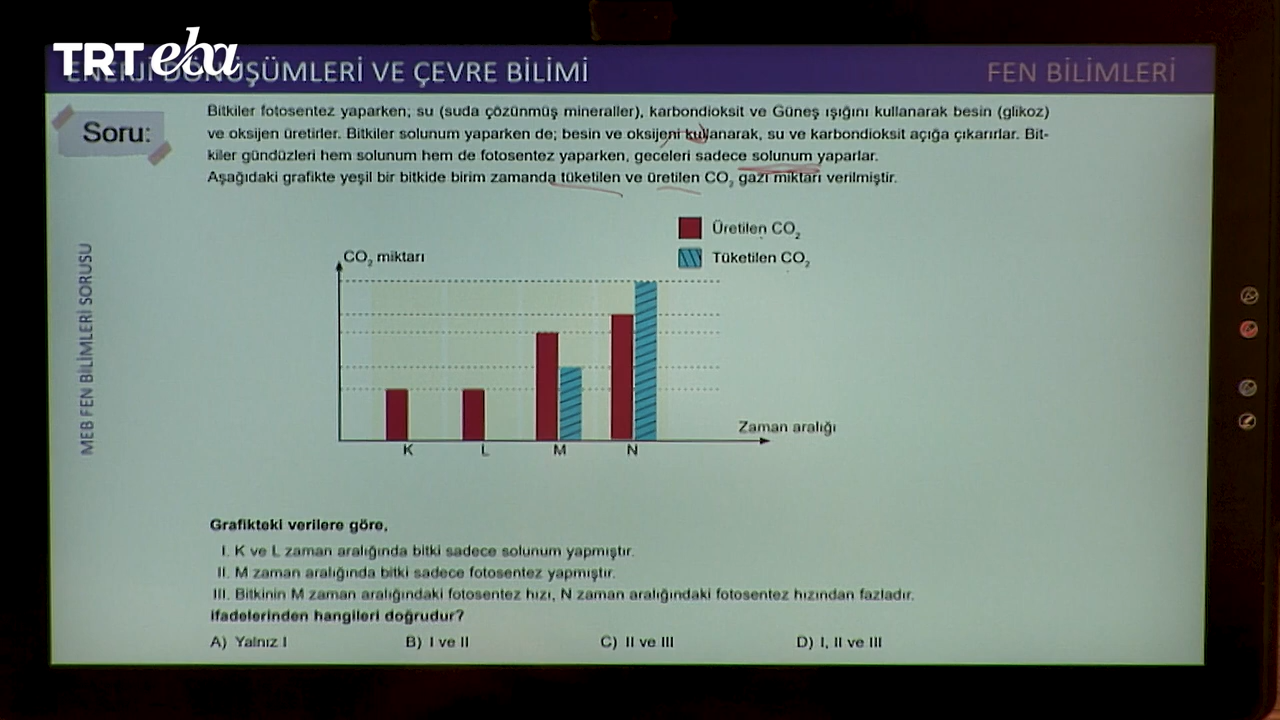 TRT eba
ENERJİ DÖNÜŞÜMLERİ VE ÇEVRE BİLİMİ
FEN BİLİMLERİ
Soru:
Bitkiler fotosentez yaparken; su (suda çözünmüş mineraller), karbondioksit ve Güneş ışığını kullanarak besin (glikoz)
ve oksijen üretirler. Bitkiler solunum yaparken de; besin ve oksijeni kullanarak, su ve karbondioksit açığa çıkarırlar. Bit-
kiler gündüzleri hem solunum hem de fotosentez yaparken, geceleri sadece solunum yaparlar.
Aşağıdaki grafikte yeşil bir bitkide birim zamanda tüketilen ve üretilen CO₂ gazı miktarı verilmiştir.
MEB FEN BİLİMLERİ SORUSU
Üretilen CO₂
Tüketilen CO₂
CO₂ miktarı
Zaman aralığı
K L M N
Grafikteki verilere göre,
I. K ve L zaman aralığında bitki sadece solunum yapmıştır.
II. M zaman aralığında bitki sadece fotosentez yapmıştır.
III. Bitkinin M zaman aralığındaki fotosentez hızı, N zaman aralığındaki fotosentez hızından fazladır.
ifadelerinden hangileri doğrudur?
A) Yalnız I B) I ve II C) II ve III D) I, II ve III